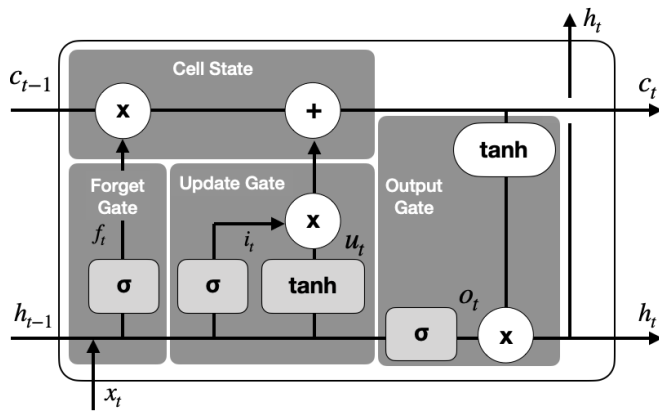 h_t
c_{t-1}
Cell State
c_t
x
+
tanh
Forget
Gate
Update Gate
Output
Gate
f_t
i_t
x
u_t
σ
σ
tanh
h_{t-1}
o_t
h_t
σ
x
x_t